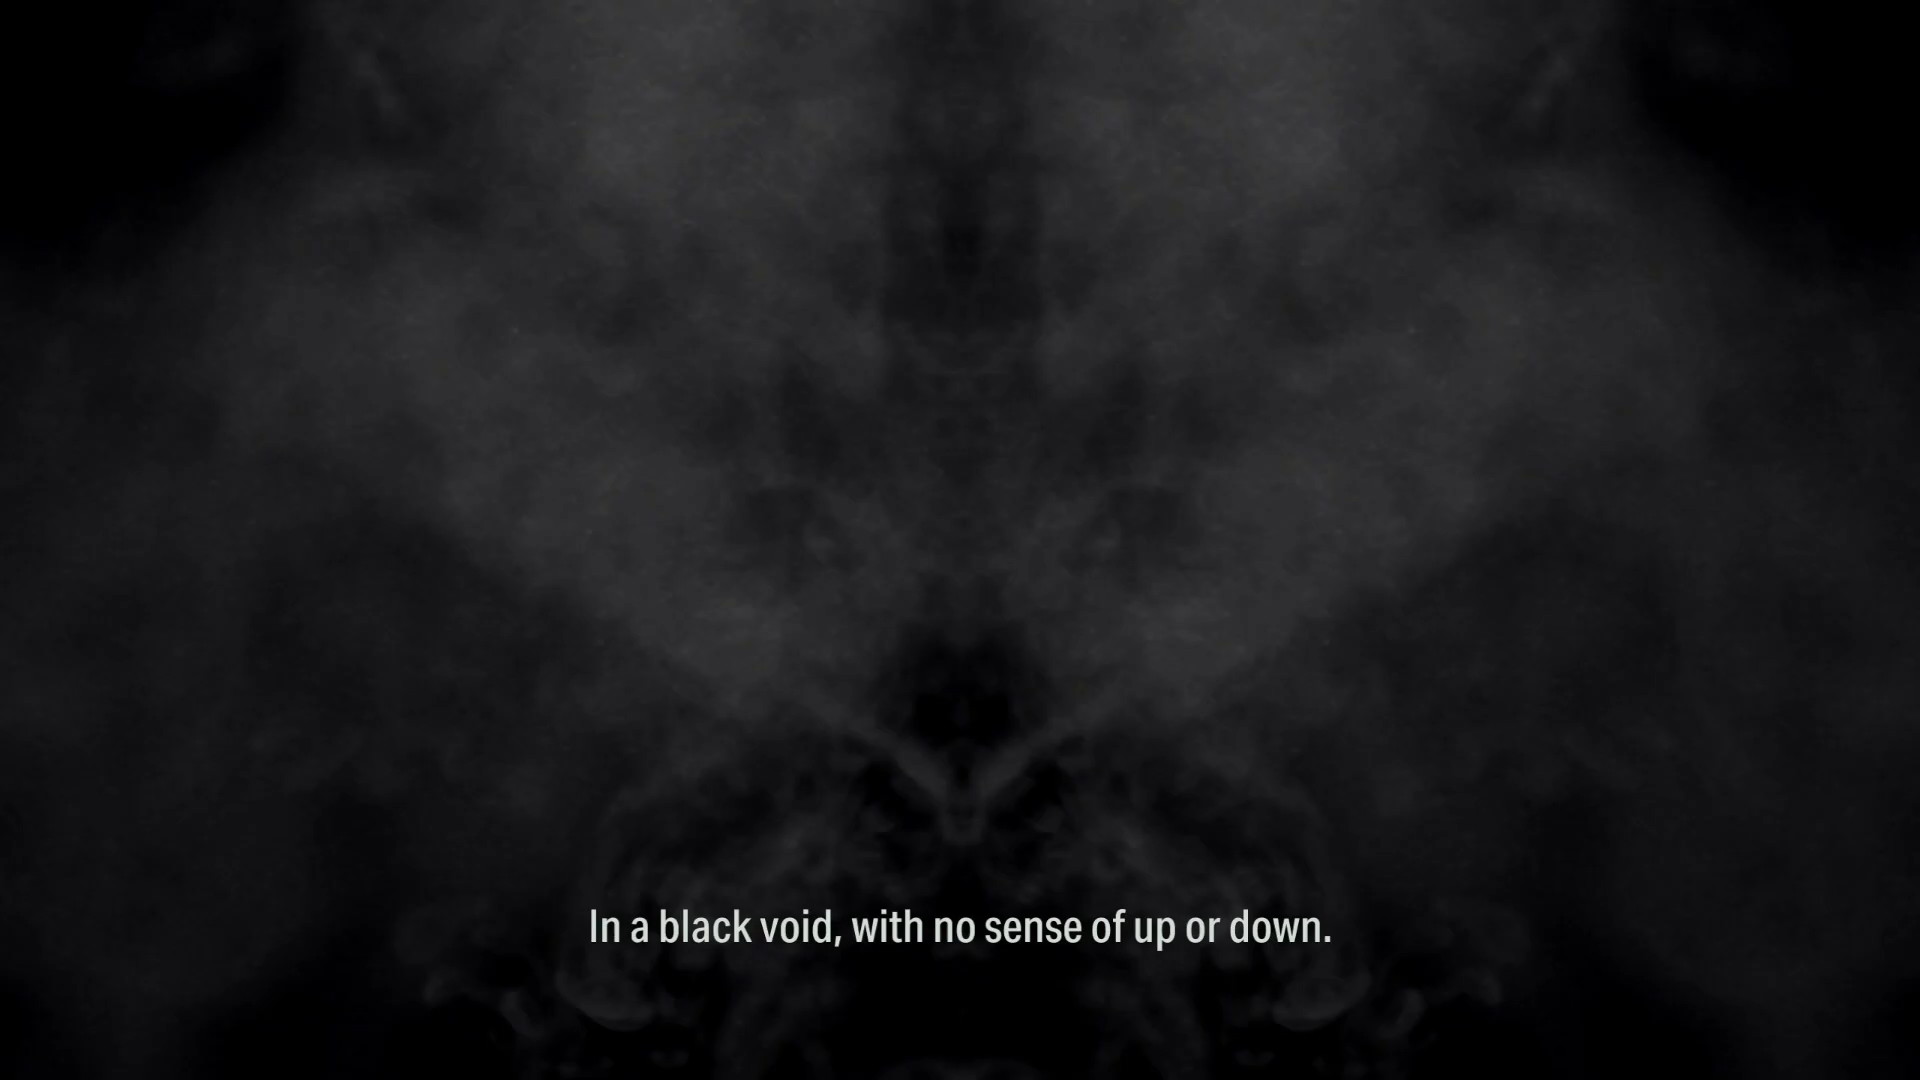 In a black void, with no sense of up or down.